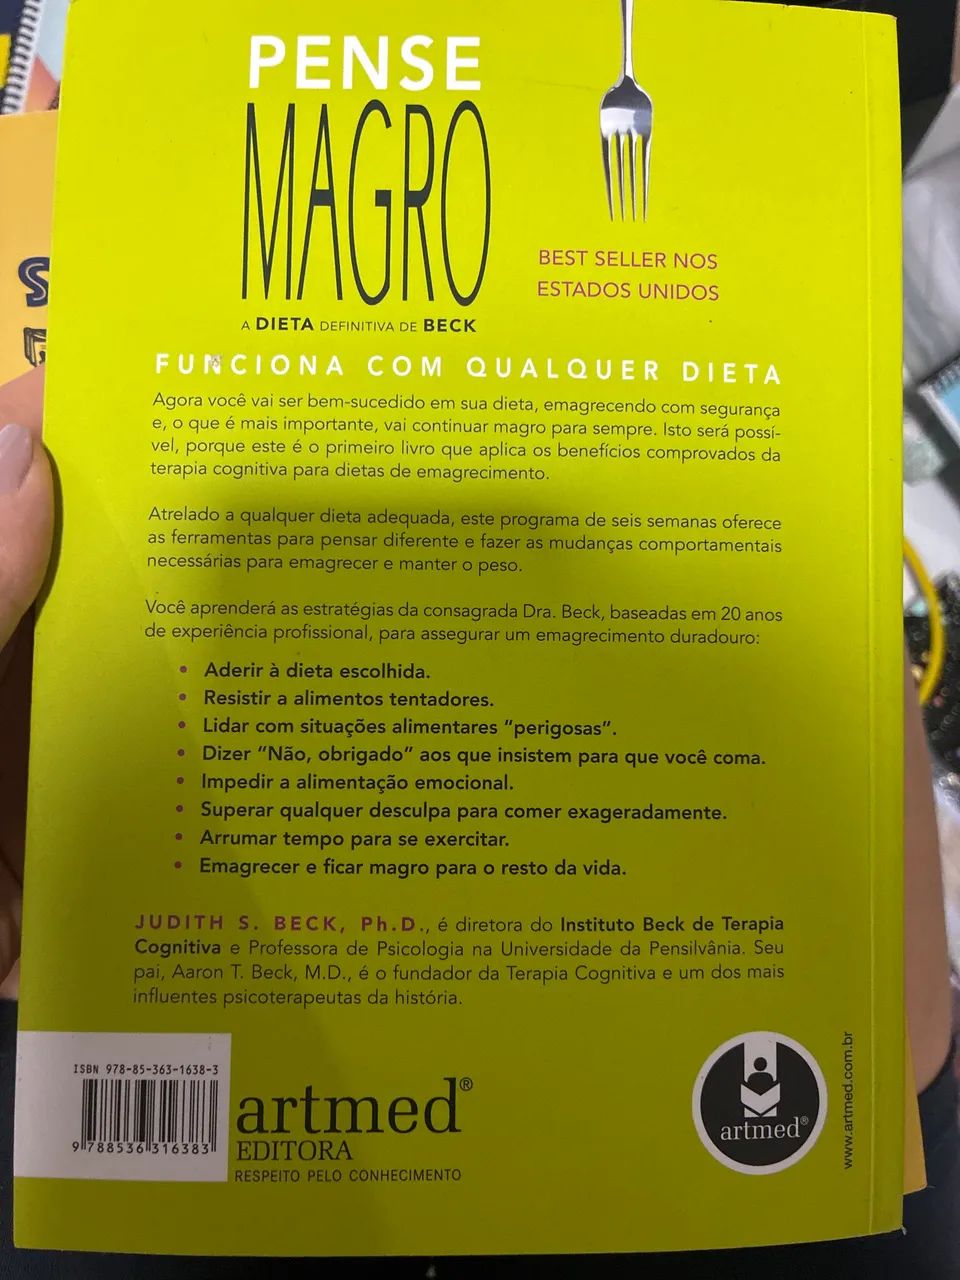 PENSE
MAGRO
A DIETA DEFINITIVA DE BECK
BEST SELLER NOS
ESTADOS UNIDOS
FUNCIONA COM QUALQUER DIETA
Agora você vai ser bem-sucedido em sua dieta, emagrecendo com segurança
e, o que é mais importante, vai continuar magro para sempre. Isto será possí-
vel, porque este é o primeiro livro que aplica os benefícios comprovados da
terapia cognitiva para dietas de emagrecimento.
Atrelado a qualquer dieta adequada, este programa de seis semanas oferece
as ferramentas para pensar diferente e fazer as mudanças comportamentais
necessárias para emagrecer e manter o peso.
Você aprenderá as estratégias da consagrada Dra. Beck, baseadas em 20 anos
de experiência profissional, para assegurar um emagrecimento duradouro:
• Aderir à dieta escolhida.
• Resistir a alimentos tentadores.
• Lidar com situações alimentares “perigosas”.
• Dizer “Não, obrigado” aos que insistem para que você coma.
• Impedir a alimentação emocional.
• Superar qualquer desculpa para comer exageradamente.
• Arrumar tempo para se exercitar.
• Emagrecer e ficar magro para o resto da vida.
JUDITH S. BECK, Ph.D., é diretora do Instituto Beck de Terapia
Cognitiva e Professora de Psicologia na Universidade da Pensilvânia. Seu
pai, Aaron T. Beck, M.D., é o fundador da Terapia Cognitiva e um dos mais
influentes psicoterapeutas da história.
ISBN 978-85-363-1638-3
9 788536 316383
artmed®
EDITORA
RESPEITO PELO CONHECIMENTO
artmed®
www.artmed.com.br